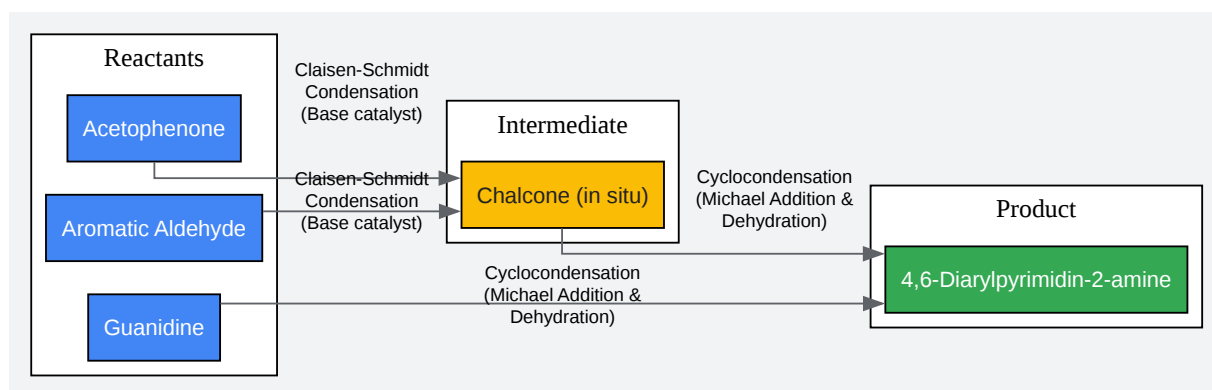 Reactants
Acetophenone
Aromatic Aldehyde
Guanidine
Claisen-Schmidt
Condensation
(Base catalyst)
Claisen-Schmidt
Condensation
(Base catalyst)
Intermediate
Chalcone (in situ)
Cyclocondensation
(Michael Addition &
Dehydration)
Cyclocondensation
(Michael Addition &
Dehydration)
Product
4,6-Diarylpyrimidin-2-amine